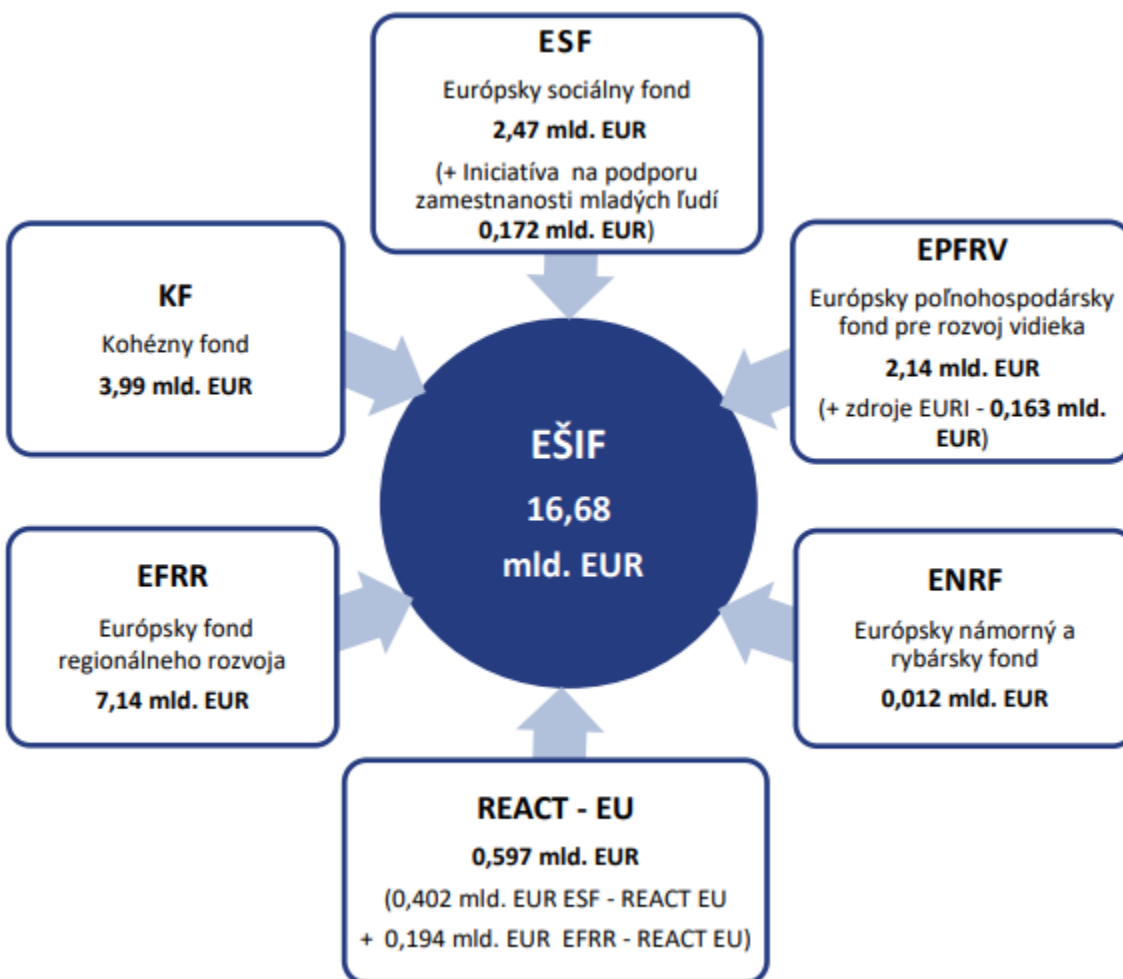 ESF
Európsky sociálny fond
2,47 mld. EUR
(+ Iniciatíva na podporu
zamestnanosti mladých ľudí
0,172 mld. EUR)
KF
Kohézny fond
3,99 mld. EUR
EPFRV
Európsky poľnohospodársky
fond pre rozvoj vidieka
2,14 mld. EUR
(+ zdroje EURI - 0,163 mld.
EUR)
EŠIF
16,68
mld. EUR
EFRR
Európsky fond
regionálneho rozvoja
7,14 mld. EUR
ENRF
Európsky námorný a
rybársky fond
0,012 mld. EUR
REACT - EU
0,597 mld. EUR
(0,402 mld. EUR ESF - REACT EU
+ 0,194 mld. EUR EFRR - REACT EU)